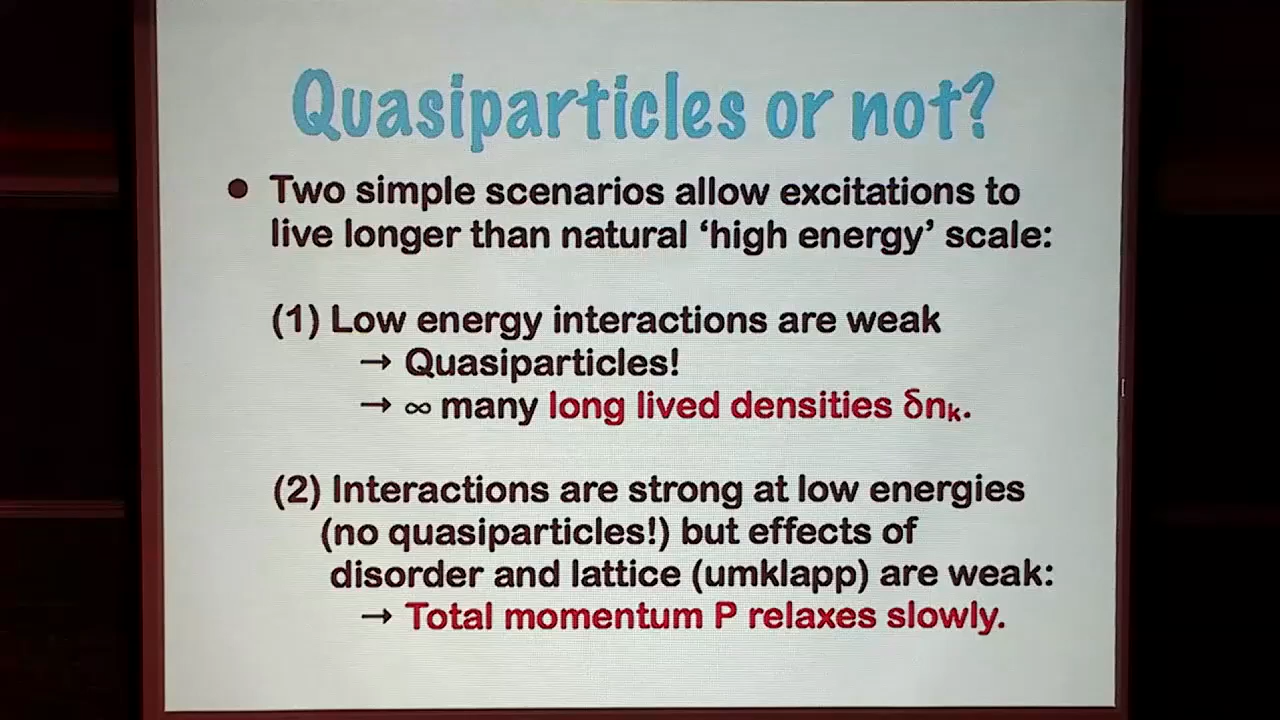 Quasiparticles or not?
• Two simple scenarios allow excitations to
live longer than natural ‘high energy’ scale:
(1) Low energy interactions are weak
→ Quasiparticles!
→ ∞ many long lived densities δnₖ.
(2) Interactions are strong at low energies
(no quasiparticles!) but effects of
disorder and lattice (umklapp) are weak:
→ Total momentum P relaxes slowly.